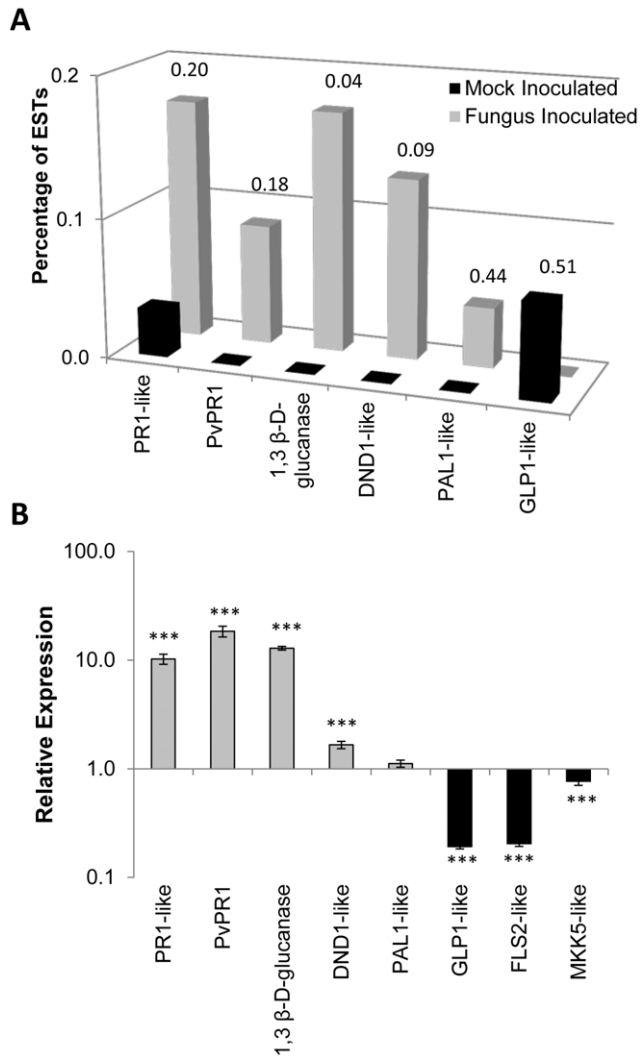 A
0.2
0.1
0.0
Percentage of ESTs
0.20
0.18
0.04
0.09
0.44
0.51
Mock Inoculated
Fungus Inoculated
PR1-like
PvPR1
1,3 β-D-
glucanase
DND1-like
PAL1-like
GLP1-like
B
100.0
10.0
1.0
0.1
Relative Expression
***
***
***
***
***
***
***
PR1-like
PvPR1
1,3 β-D-glucanase
DND1-like
PAL1-like
GLP1-like
FLS2-like
MKK5-like